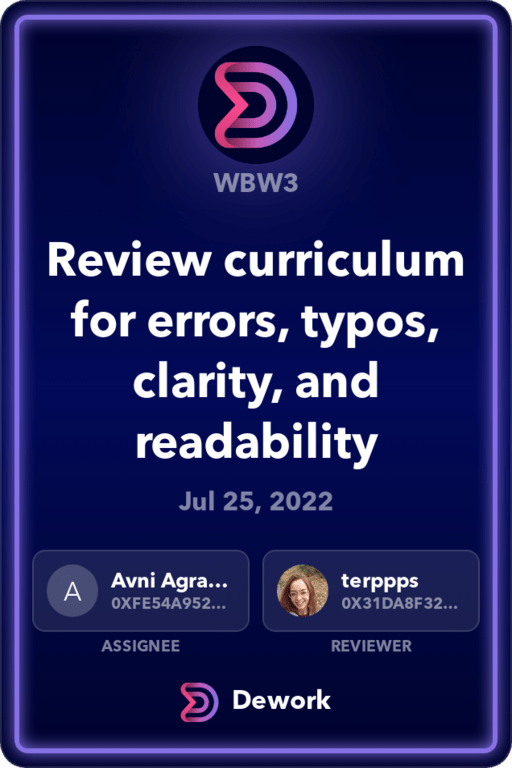 WBW3
Review curriculum
for errors, typos,
clarity, and
readability
Jul 25, 2022
A
Avni Agra...
0XFE54A952...
ASSIGNEE
terppps
0X31DA8F32...
REVIEWER
Dework